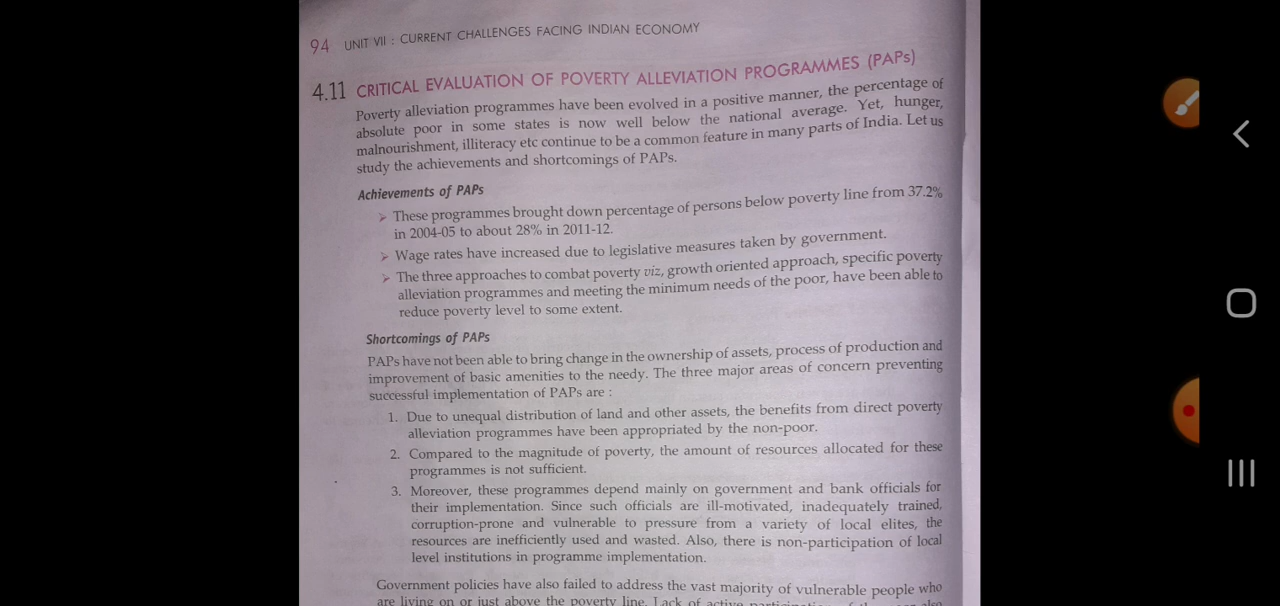 94 UNIT VII : CURRENT CHALLENGES FACING INDIAN ECONOMY
4.11 CRITICAL EVALUATION OF POVERTY ALLEVIATION PROGRAMMES (PAPs)
Poverty alleviation programmes have been evolved in a positive manner, the percentage of
absolute poor in some states is now well below the national average. Yet, hunger,
malnourishment, illiteracy etc continue to be a common feature in many parts of India. Let us
study the achievements and shortcomings of PAPs.
Achievements of PAPs
➢ These programmes brought down percentage of persons below poverty line from 37.2%
in 2004-05 to about 28% in 2011-12.
➢ Wage rates have increased due to legislative measures taken by government.
➢ The three approaches to combat poverty viz, growth oriented approach, specific poverty
alleviation programmes and meeting the minimum needs of the poor, have been able to
reduce poverty level to some extent.
Shortcomings of PAPs
PAPs have not been able to bring change in the ownership of assets, process of production and
improvement of basic amenities to the needy. The three major areas of concern preventing
successful implementation of PAPs are :
1. Due to unequal distribution of land and other assets, the benefits from direct poverty
alleviation programmes have been appropriated by the non-poor.
2. Compared to the magnitude of poverty, the amount of resources allocated for these
programmes is not sufficient.
3. Moreover, these programmes depend mainly on government and bank officials for
their implementation. Since such officials are ill-motivated, inadequately trained,
corruption-prone and vulnerable to pressure from a variety of local elites, the
resources are inefficiently used and wasted. Also, there is non-participation of local
level institutions in programme implementation.
Government policies have also failed to address the vast majority of vulnerable people who
are living on or just above the poverty line. Lack of active